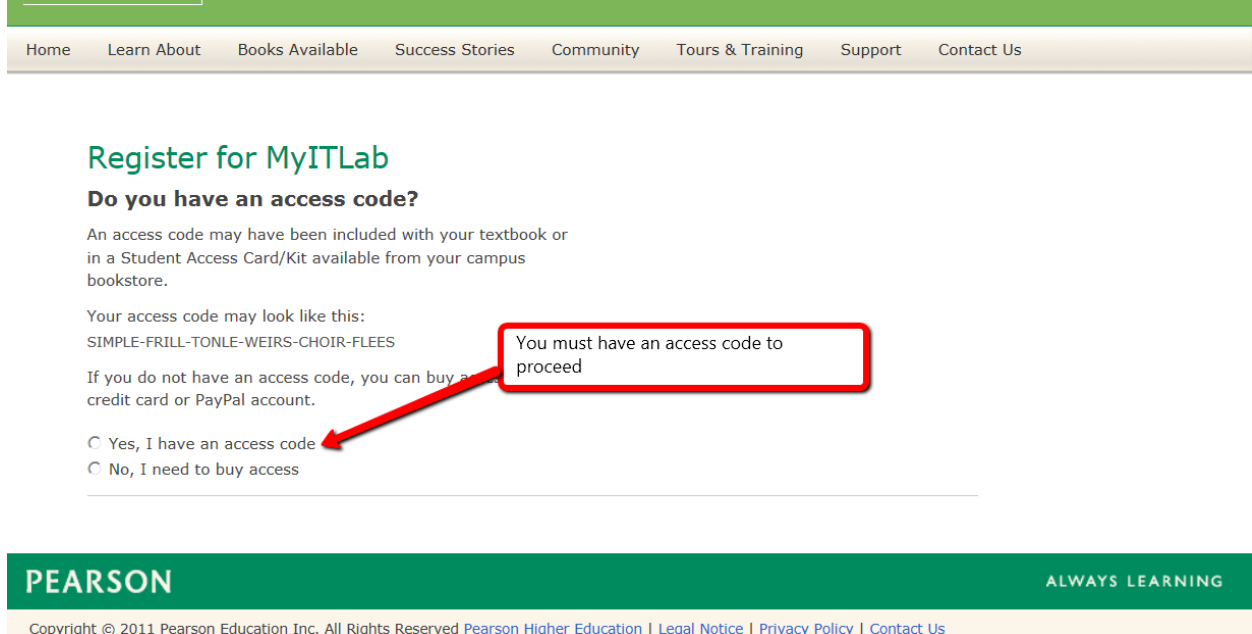 Home Learn About Books Available Success Stories Community Tours & Training Support Contact Us
Register for MyITLab
Do you have an access code?
An access code may have been included with your textbook or
in a Student Access Card/Kit available from your campus
bookstore.
Your access code may look like this:
SIMPLE-FRILL-TONLE-WEIRS-CHOIR-FLEES
You must have an access code to
proceed
If you do not have an access code, you can buy
credit card or PayPal account.
Yes, I have an access code
No, I need to buy access
PEARSON ALWAYS LEARNING
Copyright © 2011 Pearson Education Inc. All Rights Reserved Pearson Higher Education | Legal Notice | Privacy Policy | Contact Us